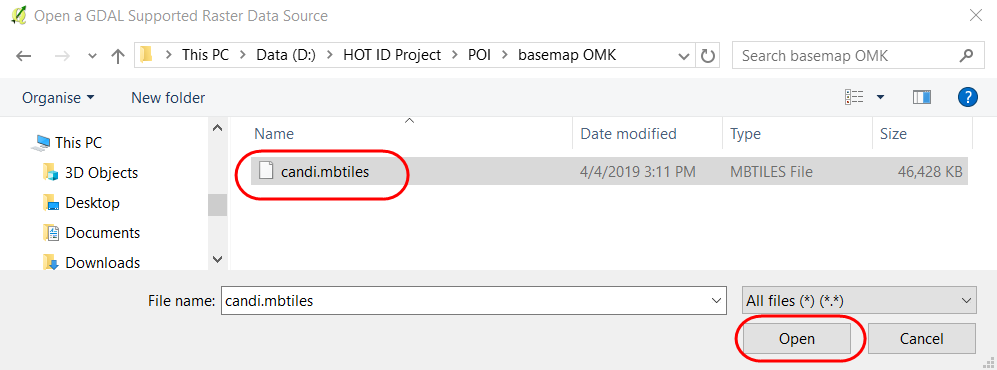 Open a GDAL Supported Raster Data Source
This PC > Data (D:) > HOT ID Project > POI > basemap OMK
Search basemap OMK
Organise New folder
?
Name Date modified Type Size
candi.mbtiles 4/4/2019 3:11 PM MBTILES File 46,428 KB
This PC
3D Objects
Desktop
Documents
Downloads
File name: candi.mbtiles All files (*) (*.*)
Open Cancel